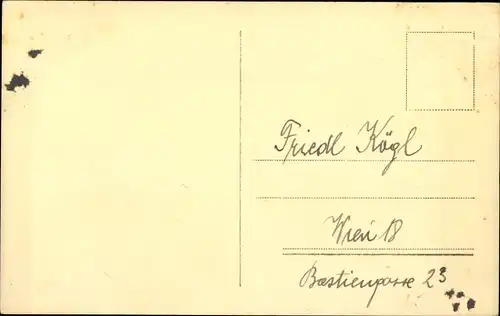 Friedl Kögl
Wien 18
Bastiengasse 23